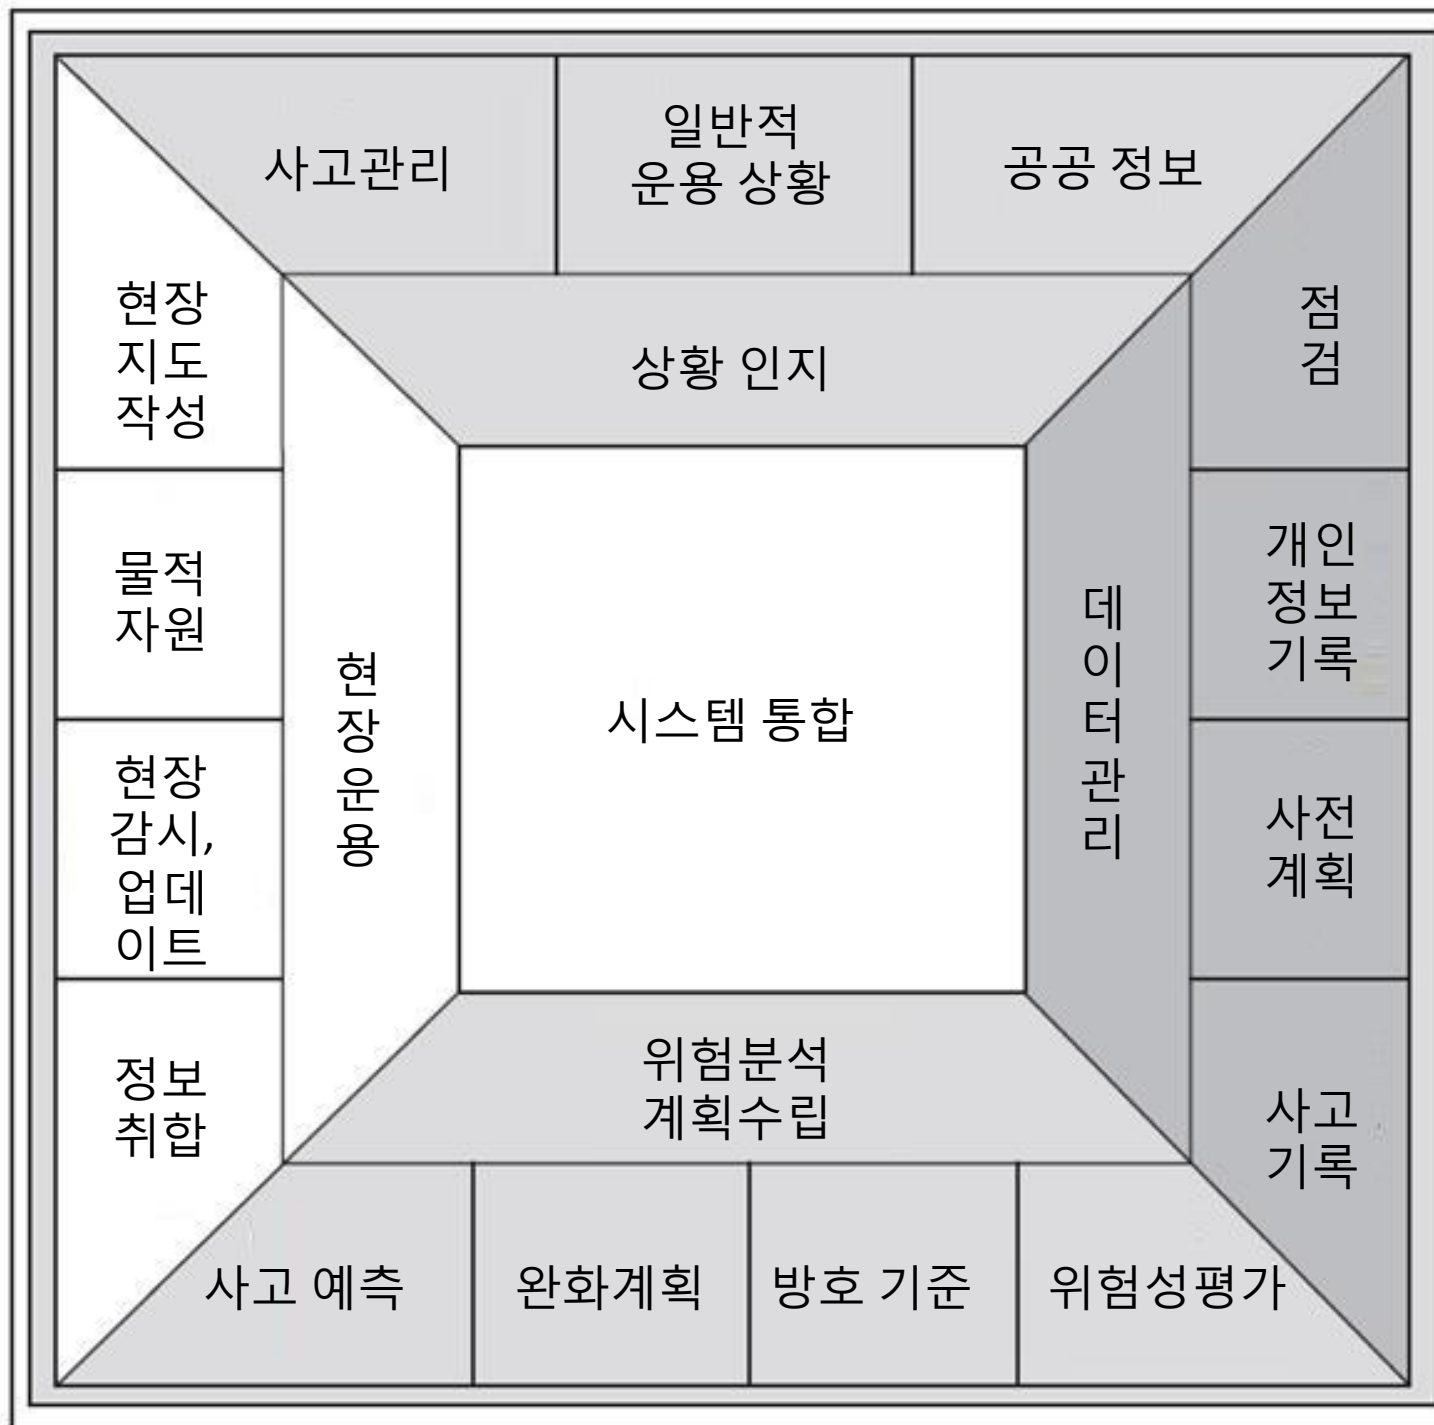 사고관리
일반적
운용 상황
공공 정보
상황 인지
현장
지도
작성
물적
자원
현장
감시,
업데
이트
정보
취합
현
장
운
용
시스템 통합
데
이
터
관
리
점
검
개인
정보
기록
사전
계획
사고
기록
위험분석
계획수립
사고 예측
완화계획
방호 기준
위험성평가